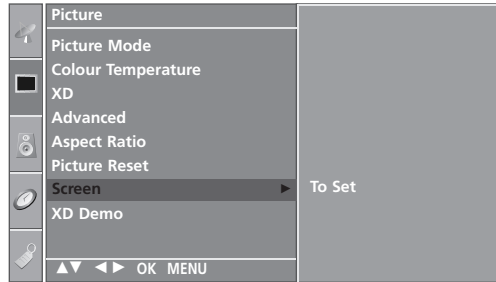 Picture
Picture Mode
Colour Temperature
XD
Advanced
Aspect Ratio
Picture Reset
Screen ► To Set
XD Demo
▲▼ ◄► OK MENU